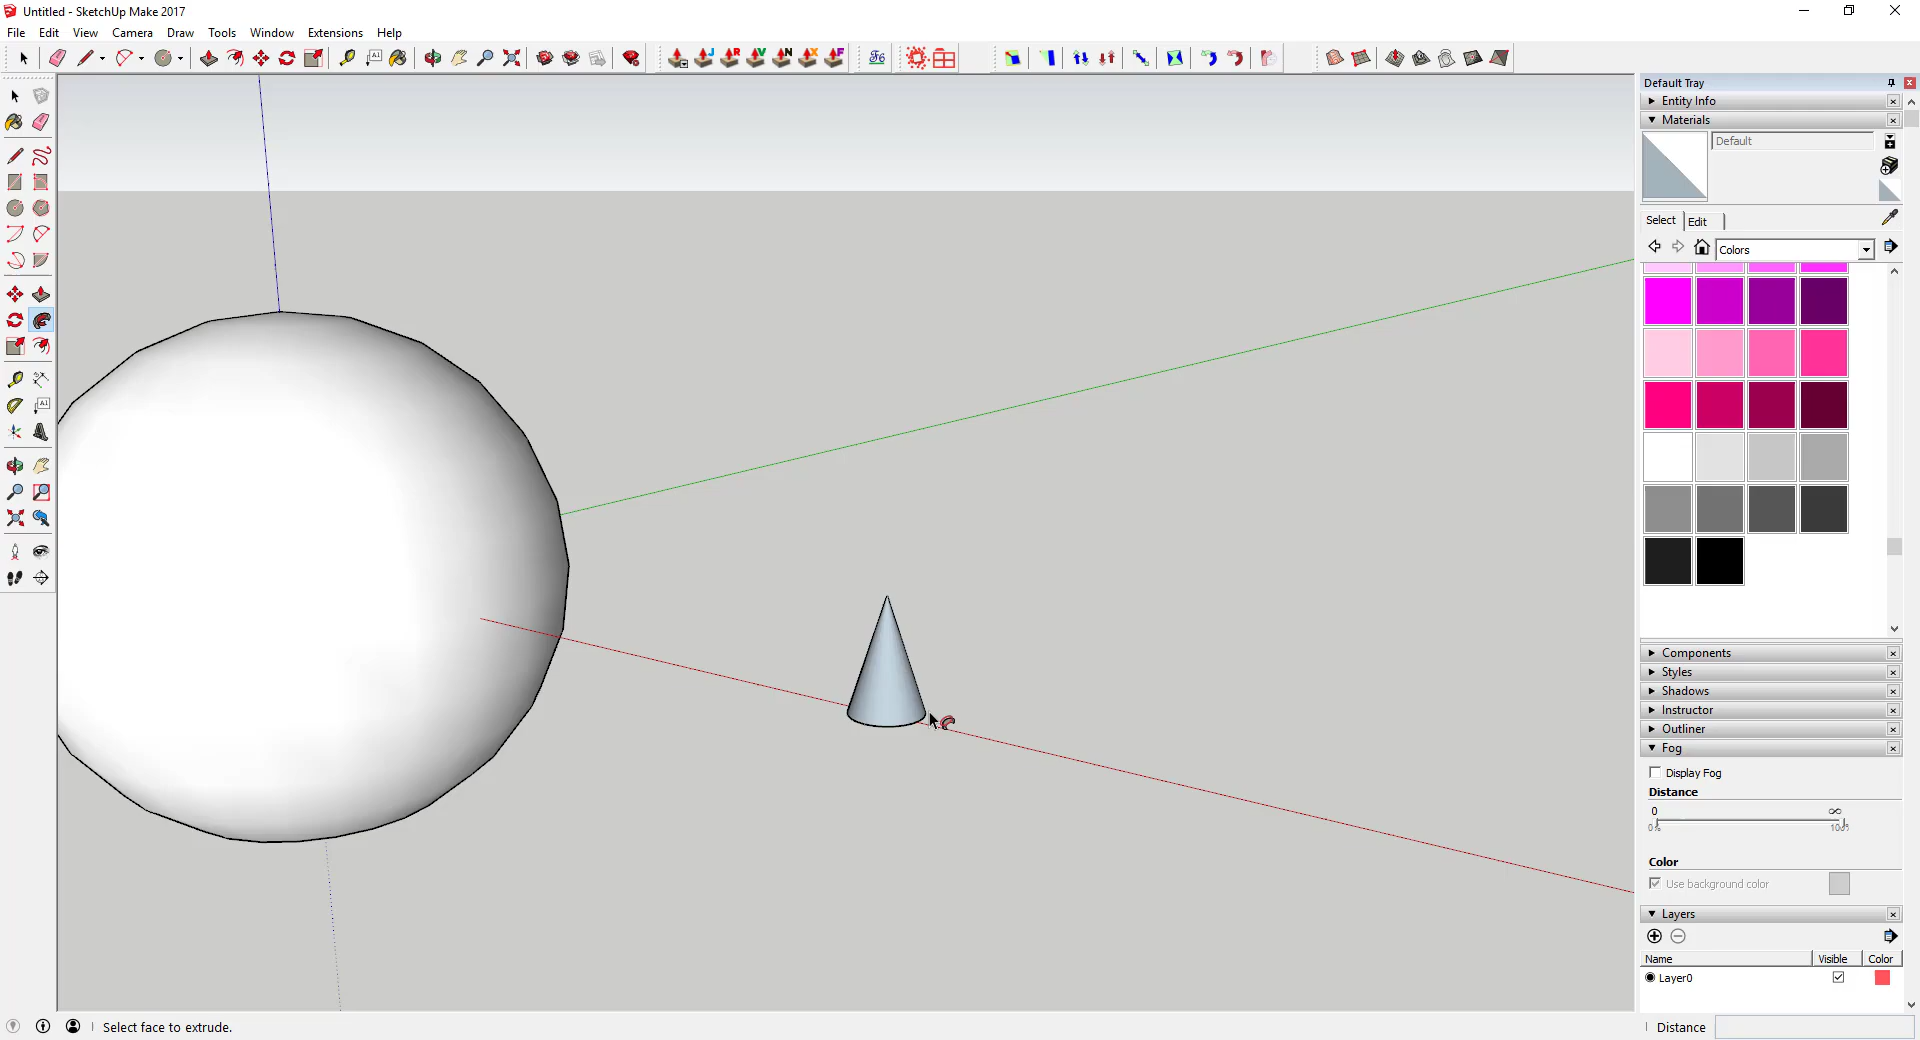 Untitled - SketchUp Make 2017
File Edit View Camera Draw Tools Window Extensions Help
Default Tray
Entity Info
Materials
Default
Select Edit
Colors
Components
Styles
Shadows
Instructor
Outliner
Fog
Display Fog
Distance
0 ∞
0% 100%
Color
Use background color
Layers
Name Visible Color
Layer0
Select face to extrude.
Distance